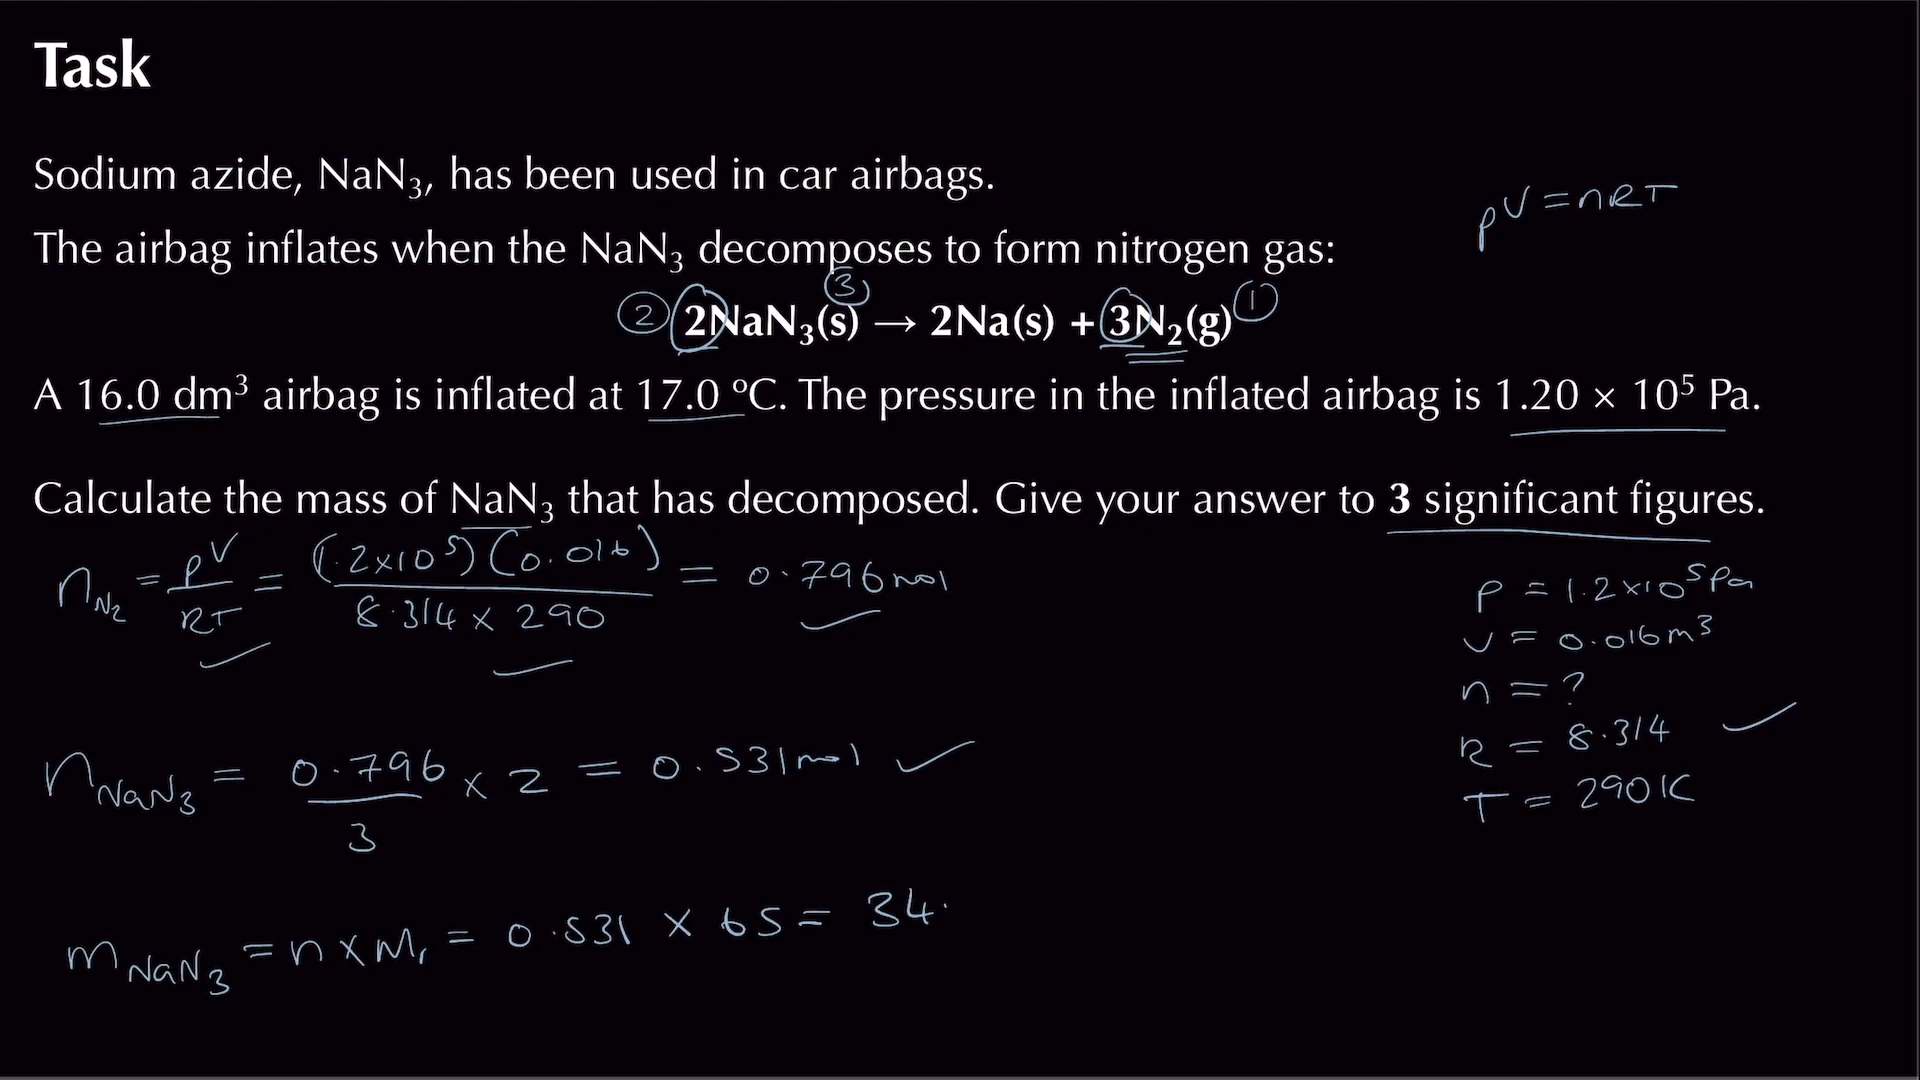 Task
Sodium azide, NaN₃, has been used in car airbags.
pV = nRT
The airbag inflates when the NaN₃ decomposes to form nitrogen gas:
② 2NaN₃(s) ③ → 2Na(s) + 3N₂(g) ①
A 16.0 dm³ airbag is inflated at 17.0 ºC. The pressure in the inflated airbag is 1.20 × 10⁵ Pa.
Calculate the mass of NaN₃ that has decomposed. Give your answer to 3 significant figures.
n_N₂ = pV/RT = (1.2×10⁵)(0.016)/8.314 × 290 = 0.796 mol
p = 1.2×10⁵ Pa
V = 0.016 m³
n = ?
R = 8.314
T = 290K
n_NaN₃ = 0.796/3 × 2 = 0.531 mol
m_NaN₃ = n × Mr = 0.531 × 65 = 34.